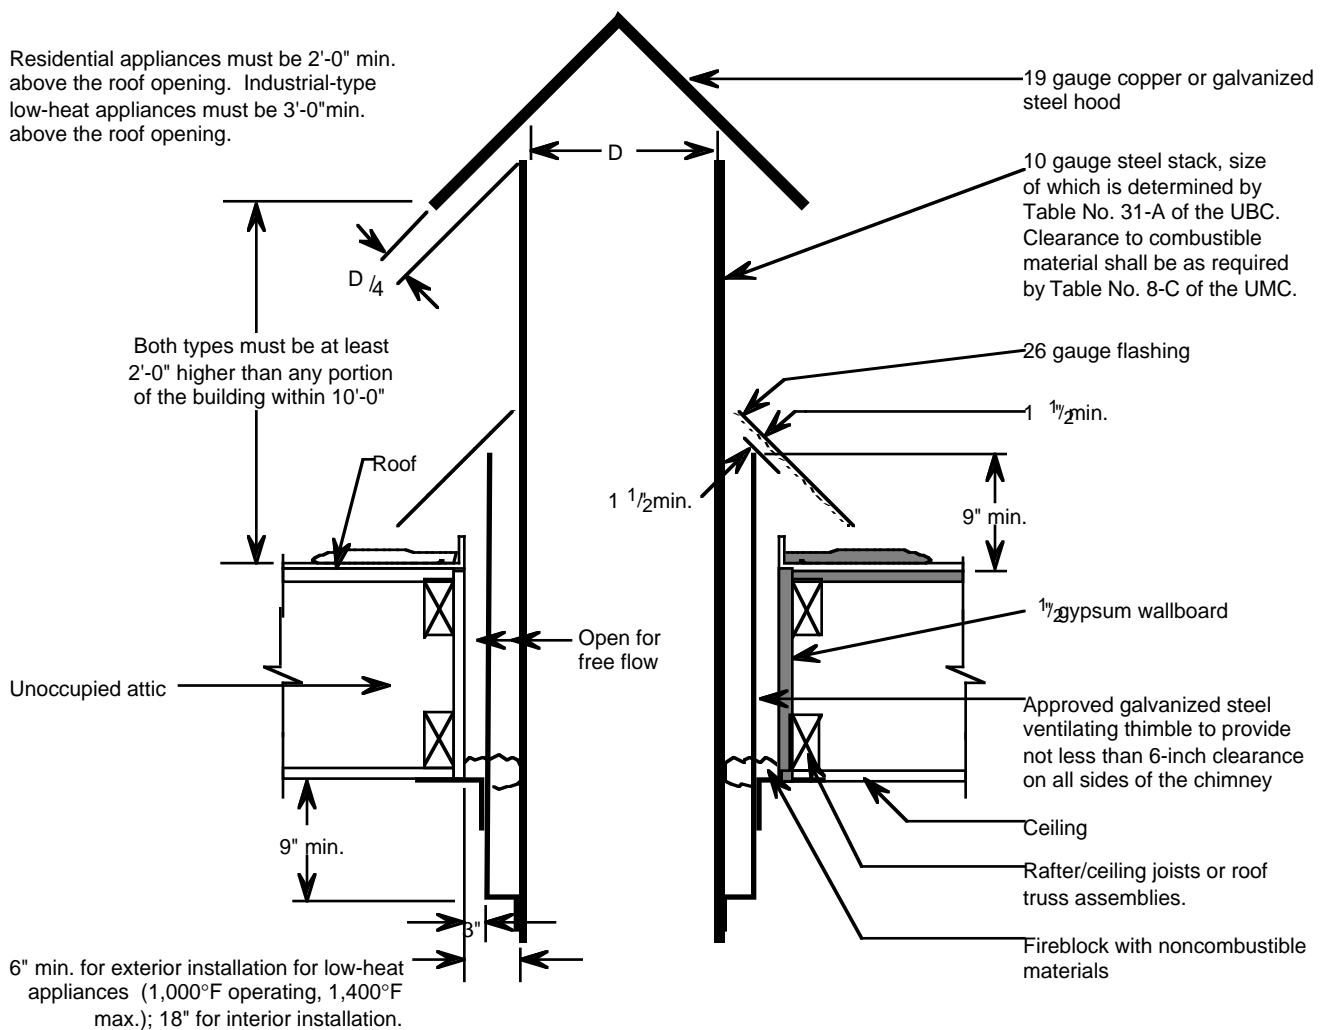 Residential appliances must be 2'-0" min.
above the roof opening. Industrial-type
low-heat appliances must be 3'-0"min.
above the roof opening.
19 gauge copper or galvanized
steel hood
D
10 gauge steel stack, size
of which is determined by
Table No. 31-A of the UBC.
Clearance to combustible
material shall be as required
by Table No. 8-C of the UMC.
D/4
Both types must be at least
2'-0" higher than any portion
of the building within 10'-0"
26 gauge flashing
1 1/2" min.
Roof
1 1/2" min.
9" min.
1/2" gypsum wallboard
Open for
free flow
Unoccupied attic
Approved galvanized steel
ventilating thimble to provide
not less than 6-inch clearance
on all sides of the chimney
Ceiling
9" min.
Rafter/ceiling joists or roof
truss assemblies.
3"
Fireblock with noncombustible
materials
6" min. for exterior installation for low-heat
appliances (1,000°F operating, 1,400°F
max.); 18" for interior installation.